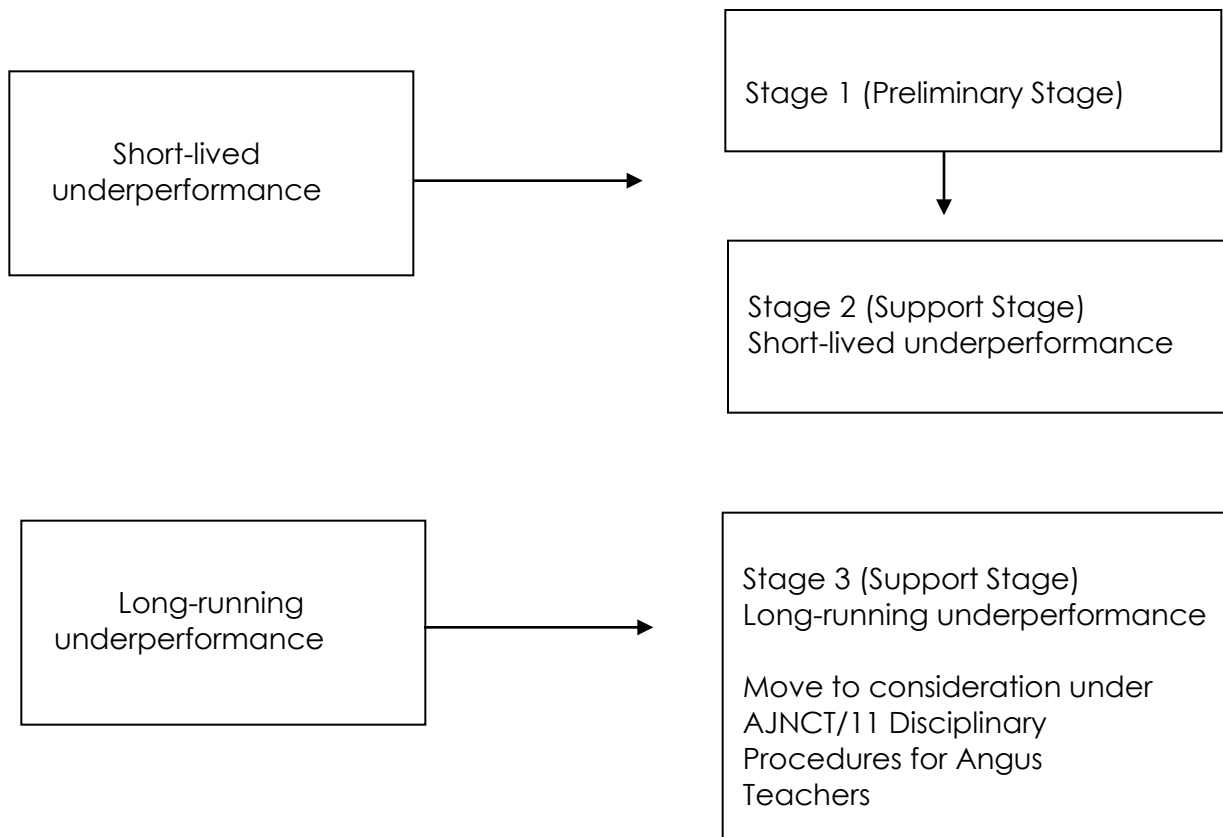 Stage 1 (Preliminary Stage)
Short-lived
underperformance
Stage 2 (Support Stage)
Short-lived underperformance
Long-running
underperformance
Stage 3 (Support Stage)
Long-running underperformance
Move to consideration under
AJNCT/11 Disciplinary
Procedures for Angus
Teachers